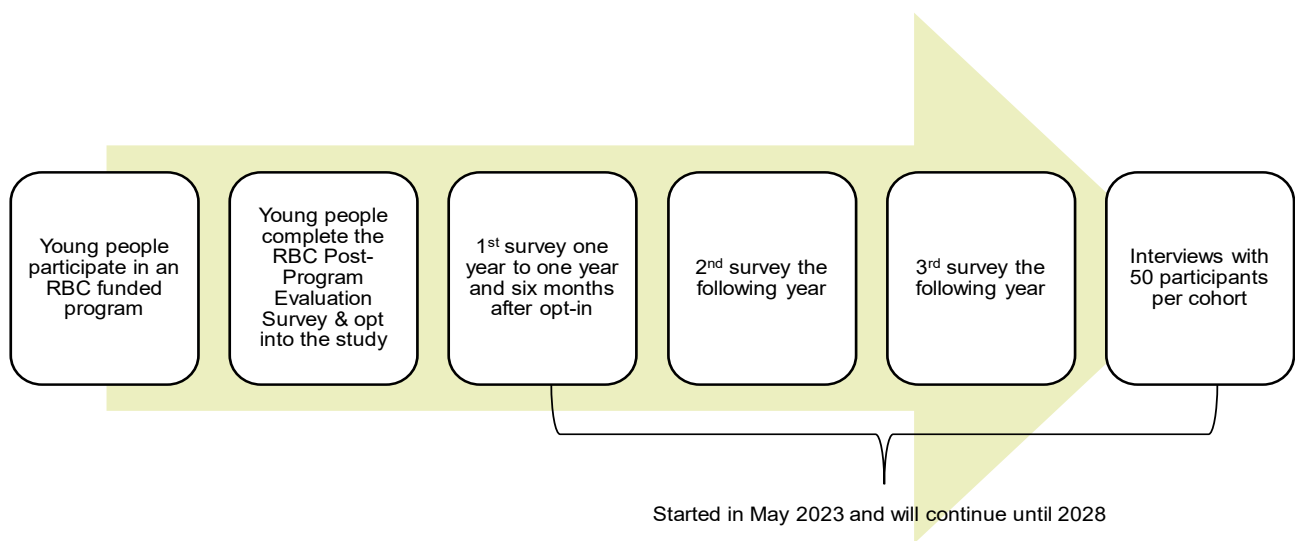 Young people
participate in an
RBC funded
program
Young people
complete the
RBC Post-
Program
Evaluation
Survey & opt
into the study
1st survey one
year to one year
and six months
after opt-in
2nd survey the
following year
3rd survey the
following year
Interviews with
50 participants
per cohort
Started in May 2023 and will continue until 2028